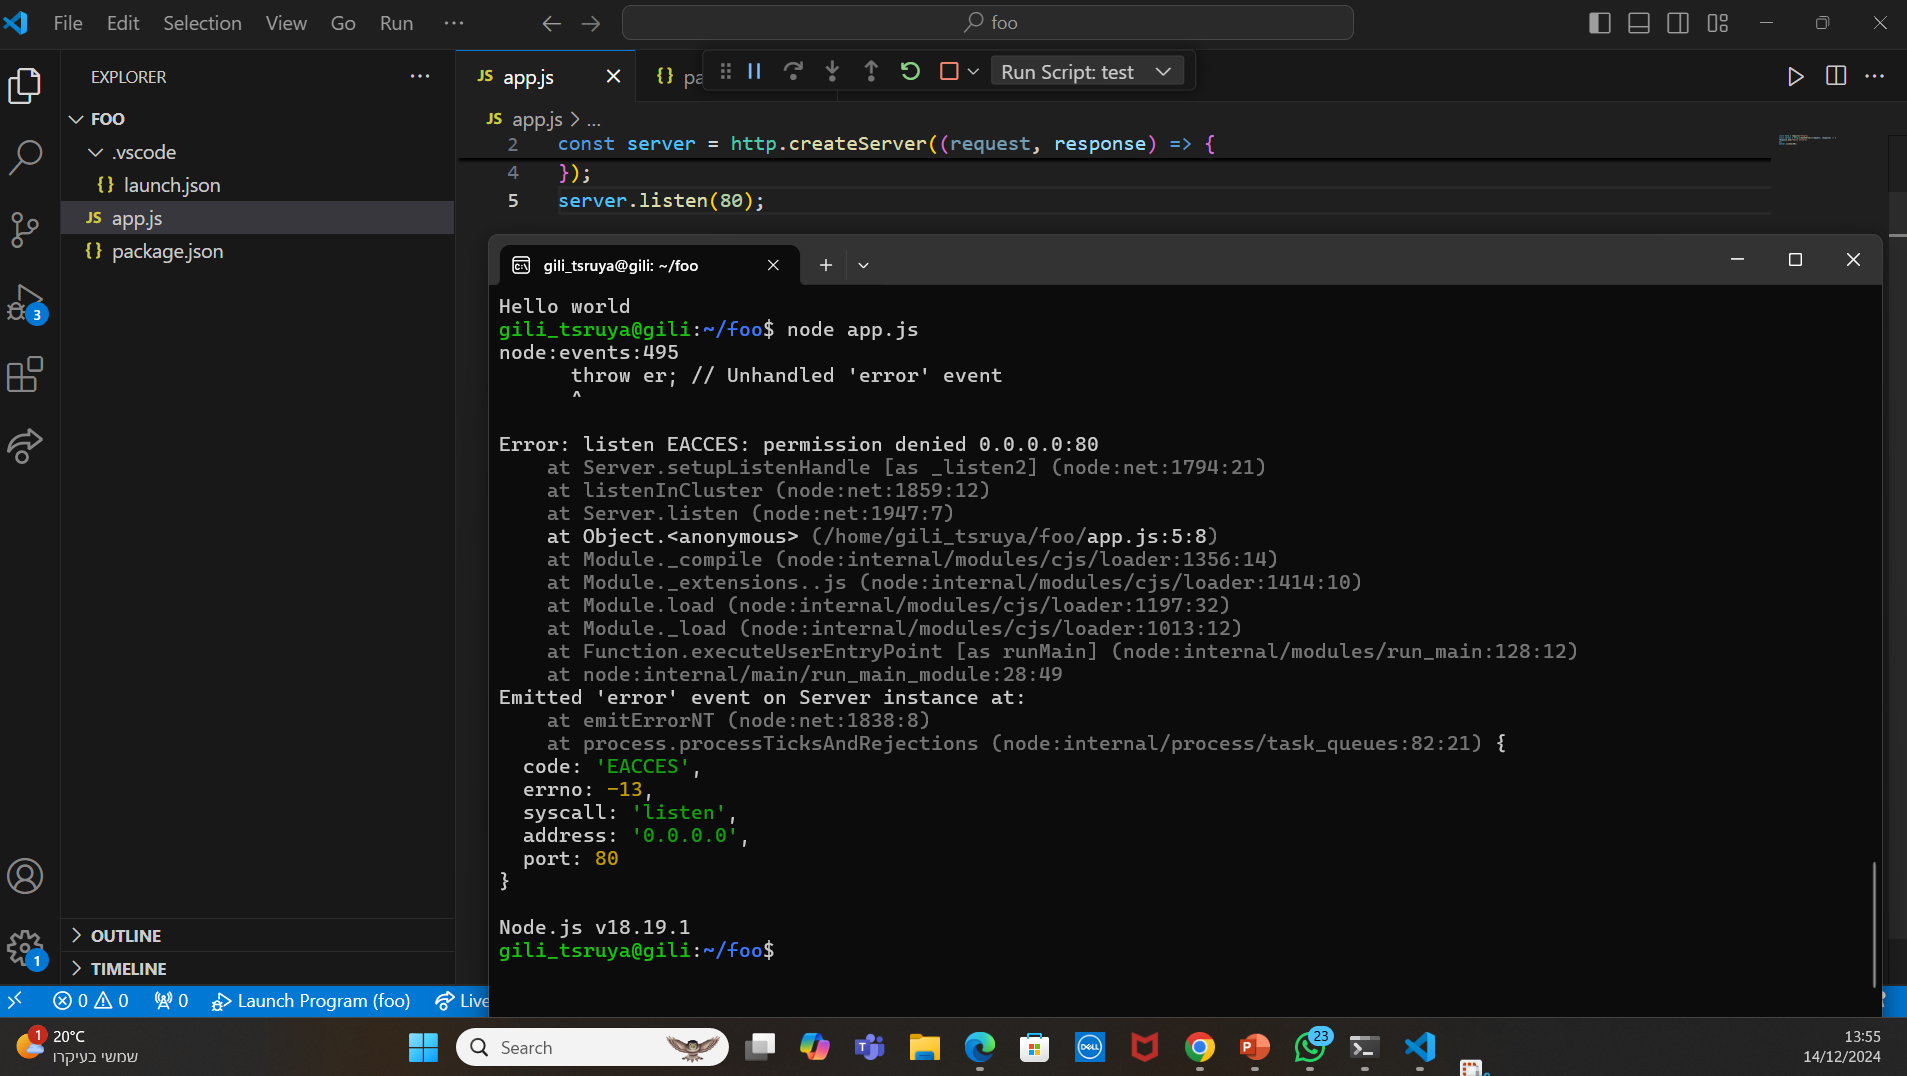 File Edit Selection View Go Run ···
foo
EXPLORER
FOO
.vscode
{} launch.json
JS app.js
{} package.json
OUTLINE
TIMELINE
3
1
JS app.js
{} pa
Run Script: test
JS app.js > ...
2 const server = http.createServer((request, response) => {
4 });
5 server.listen(80);
gili_tsruya@gili: ~/foo
Hello world
gili_tsruya@gili:~/foo$ node app.js
node:events:495
throw er; // Unhandled 'error' event
^
Error: listen EACCES: permission denied 0.0.0.0:80
at Server.setupListenHandle [as _listen2] (node:net:1794:21)
at listenInCluster (node:net:1859:12)
at Server.listen (node:net:1947:7)
at Object.<anonymous> (/home/gili_tsruya/foo/app.js:5:8)
at Module._compile (node:internal/modules/cjs/loader:1356:14)
at Module._extensions..js (node:internal/modules/cjs/loader:1414:10)
at Module.load (node:internal/modules/cjs/loader:1197:32)
at Module._load (node:internal/modules/cjs/loader:1013:12)
at Function.executeUserEntryPoint [as runMain] (node:internal/modules/run_main:128:12)
at node:internal/main/run_main_module:28:49
Emitted 'error' event on Server instance at:
at emitErrorNT (node:net:1838:8)
at process.processTicksAndRejections (node:internal/process/task_queues:82:21) {
code: 'EACCES',
errno: -13,
syscall: 'listen',
address: '0.0.0.0',
port: 80
}
Node.js v18.19.1
gili_tsruya@gili:~/foo$
0 0 0 Launch Program (foo) Live
1
20°C
שמשי בעיקרו
Search
DELL
23
13:55
14/12/2024